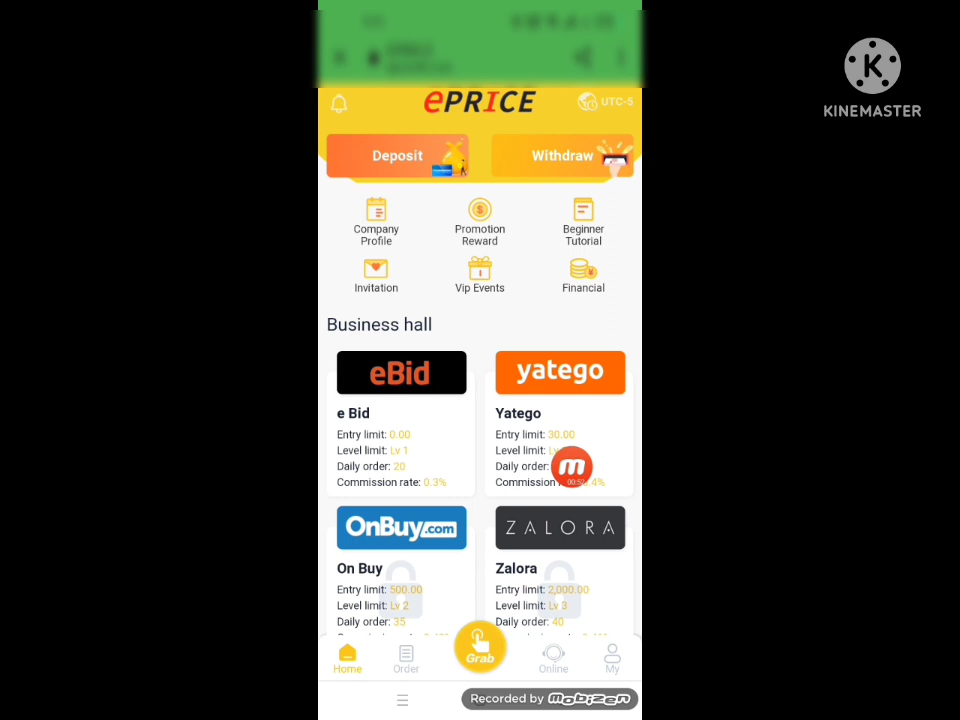 KINEMASTER
ePRICE
UTC-5
Deposit
Withdraw
Company
Profile
Promotion
Reward
Beginner
Tutorial
Invitation
Vip Events
Financial
Business hall
eBid
yatego
e Bid
Yatego
Entry limit: 0.00
Entry limit: 30.00
Level limit: Lv 1
Level limit:
Daily order: 20
Daily order:
00:52
Commission rate: 0.3%
OnBuy.com
ZALORA
On Buy
Zalora
Entry limit: 500.00
Entry limit: 2,000.00
Level limit: Lv 2
Level limit: Lv 3
Daily order: 35
Daily order: 40
Grab
Home
Order
Online
My
Recorded by mobizen